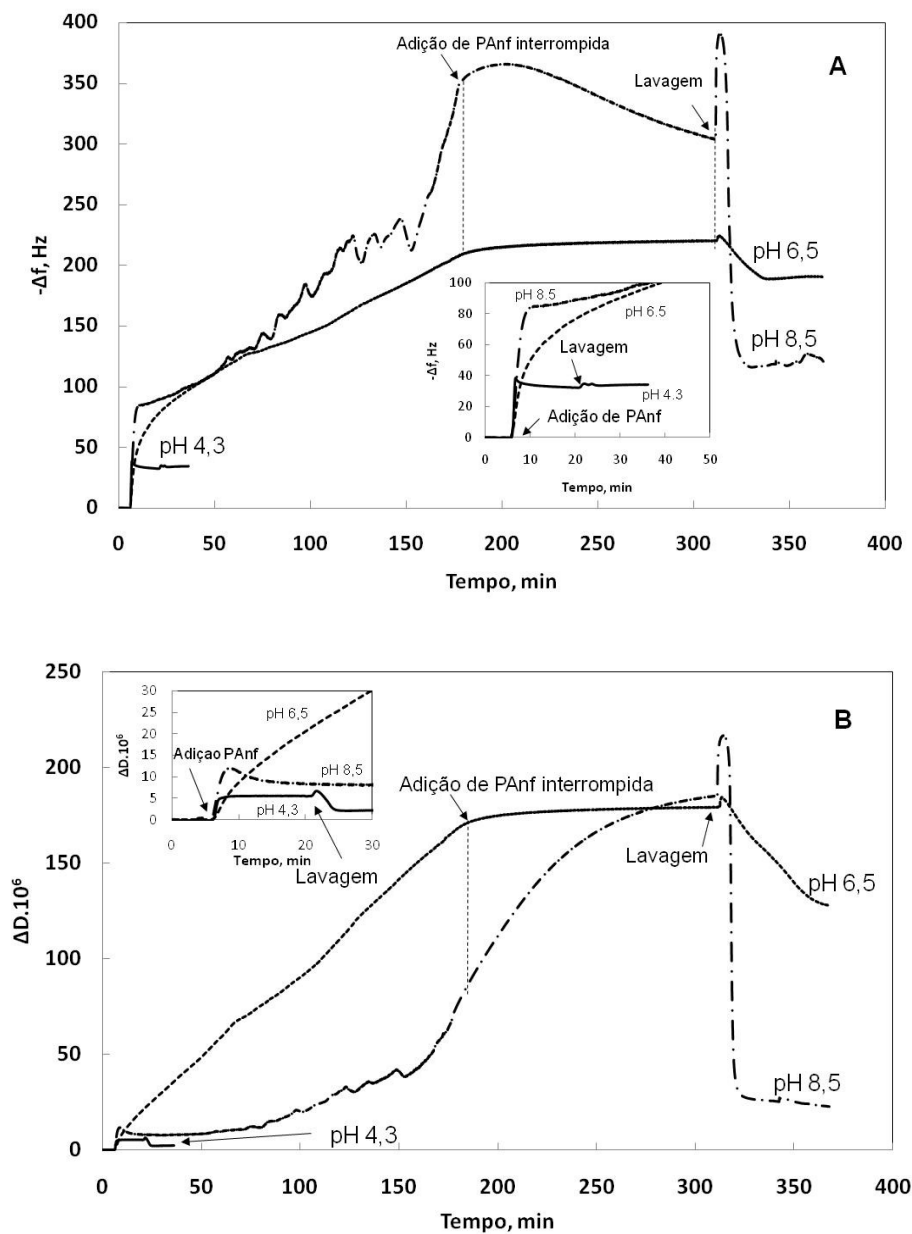 A
400
350
300
250
200
150
100
50
0
-Δf, Hz
Adição de PAnf interrompida
Lavagem
pH 6,5
pH 8,5
pH 4,3
100
80
60
40
20
0
-Δf, Hz
pH 8.5
pH 6.5
Lavagem
pH 4.3
Adição de PAnf
0 10 20 30 40 50
Tempo, min
0 50 100 150 200 250 300 350 400
Tempo, min
B
250
200
150
100
50
0
ΔD.10⁶
30
25
20
15
10
5
0
ΔD.10⁶
pH 6,5
Adiçao PAnf
pH 8,5
pH 4,3
0 10 20 30
Tempo, min
Lavagem
Adição de PAnf interrompida
Lavagem
pH 6,5
pH 8,5
pH 4,3
0 50 100 150 200 250 300 350 400
Tempo, min